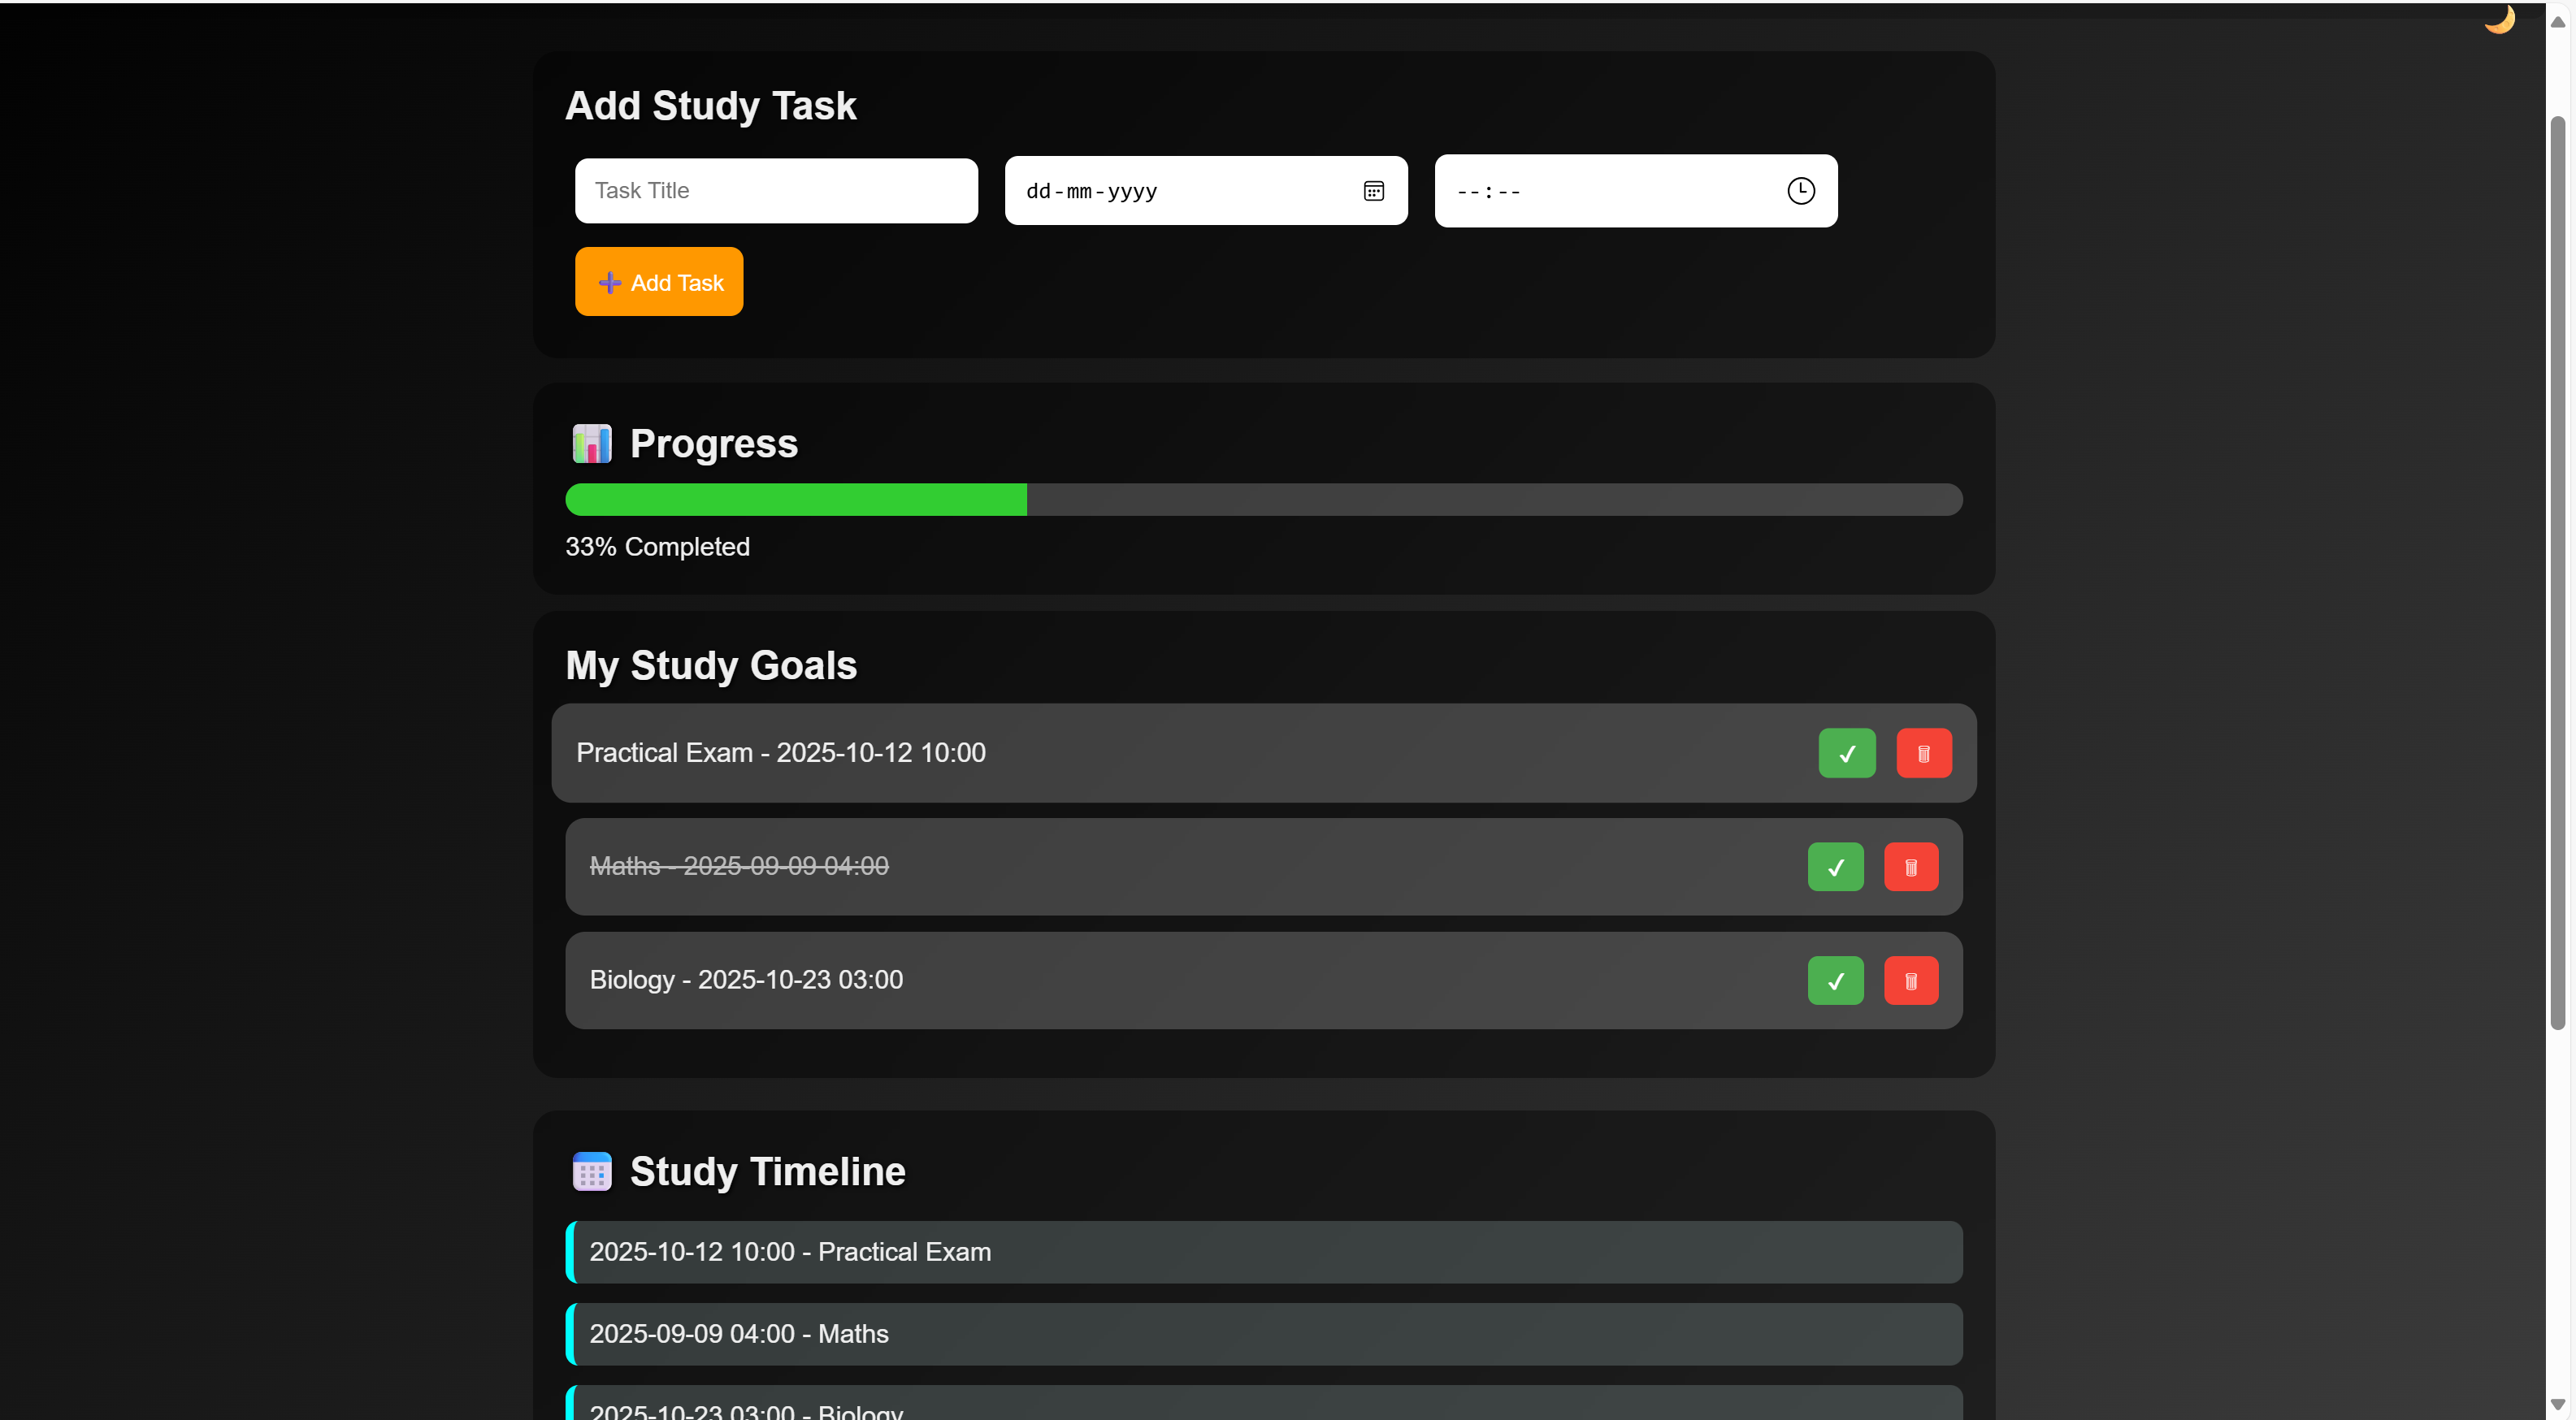 Add Study Task
Task Title
dd-mm-yyyy
--:--
Add Task
Progress
33% Completed
My Study Goals
Practical Exam - 2025-10-12 10:00
Maths - 2025-09-09 04:00
Biology - 2025-10-23 03:00
Study Timeline
2025-10-12 10:00 - Practical Exam
2025-09-09 04:00 - Maths
2025-10-23 03:00 - Biology